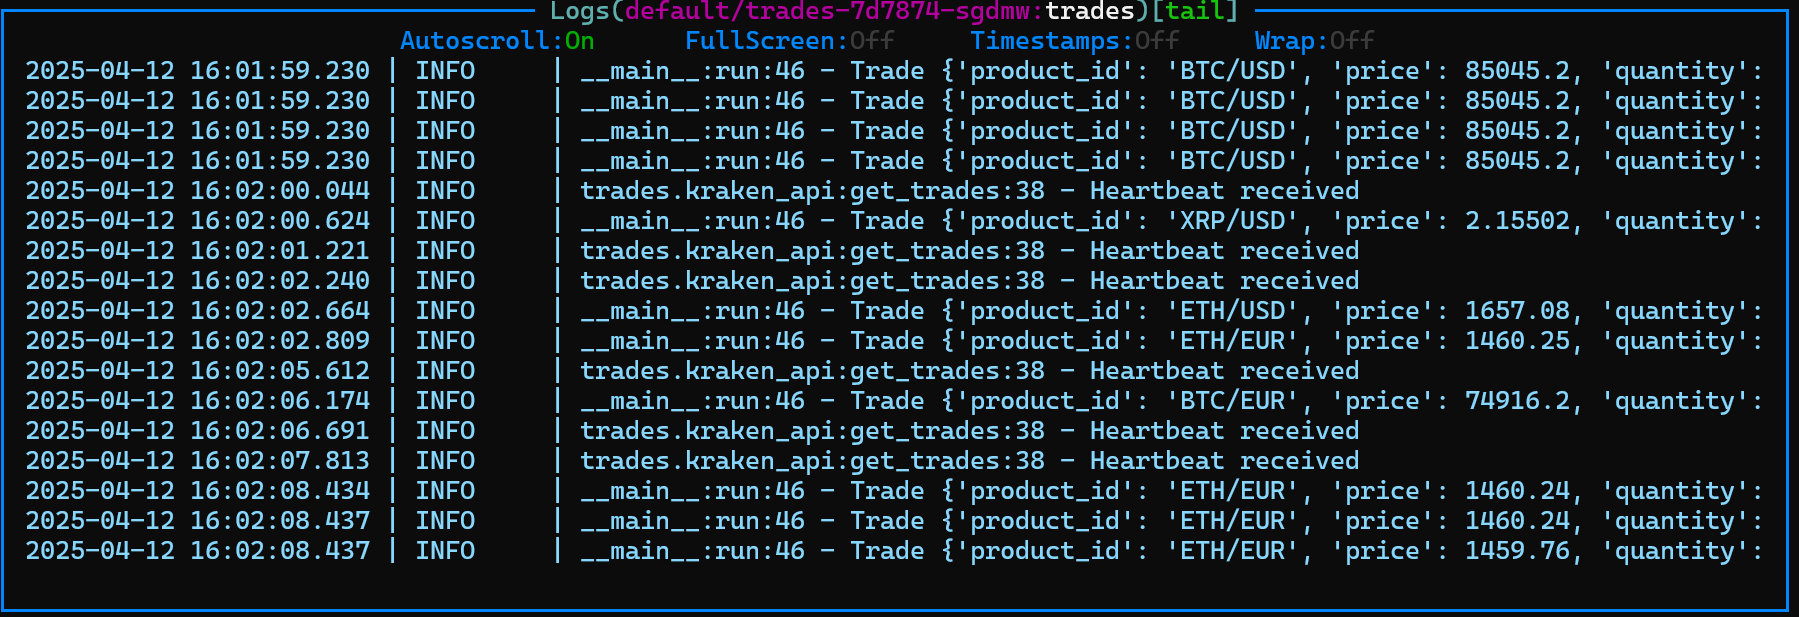 Logs(default/trades-7d7874-sgdmw:trades)[tail]
Autoscroll:On FullScreen:Off Timestamps:Off Wrap:Off
2025-04-12 16:01:59.230 | INFO | __main__:run:46 - Trade {'product_id': 'BTC/USD', 'price': 85045.2, 'quantity':
2025-04-12 16:01:59.230 | INFO | __main__:run:46 - Trade {'product_id': 'BTC/USD', 'price': 85045.2, 'quantity':
2025-04-12 16:01:59.230 | INFO | __main__:run:46 - Trade {'product_id': 'BTC/USD', 'price': 85045.2, 'quantity':
2025-04-12 16:01:59.230 | INFO | __main__:run:46 - Trade {'product_id': 'BTC/USD', 'price': 85045.2, 'quantity':
2025-04-12 16:02:00.044 | INFO | trades.kraken_api:get_trades:38 - Heartbeat received
2025-04-12 16:02:00.624 | INFO | __main__:run:46 - Trade {'product_id': 'XRP/USD', 'price': 2.15502, 'quantity':
2025-04-12 16:02:01.221 | INFO | trades.kraken_api:get_trades:38 - Heartbeat received
2025-04-12 16:02:02.240 | INFO | trades.kraken_api:get_trades:38 - Heartbeat received
2025-04-12 16:02:02.664 | INFO | __main__:run:46 - Trade {'product_id': 'ETH/USD', 'price': 1657.08, 'quantity':
2025-04-12 16:02:02.809 | INFO | __main__:run:46 - Trade {'product_id': 'ETH/EUR', 'price': 1460.25, 'quantity':
2025-04-12 16:02:05.612 | INFO | trades.kraken_api:get_trades:38 - Heartbeat received
2025-04-12 16:02:06.174 | INFO | __main__:run:46 - Trade {'product_id': 'BTC/EUR', 'price': 74916.2, 'quantity':
2025-04-12 16:02:06.691 | INFO | trades.kraken_api:get_trades:38 - Heartbeat received
2025-04-12 16:02:07.813 | INFO | trades.kraken_api:get_trades:38 - Heartbeat received
2025-04-12 16:02:08.434 | INFO | __main__:run:46 - Trade {'product_id': 'ETH/EUR', 'price': 1460.24, 'quantity':
2025-04-12 16:02:08.437 | INFO | __main__:run:46 - Trade {'product_id': 'ETH/EUR', 'price': 1460.24, 'quantity':
2025-04-12 16:02:08.437 | INFO | __main__:run:46 - Trade {'product_id': 'ETH/EUR', 'price': 1459.76, 'quantity':